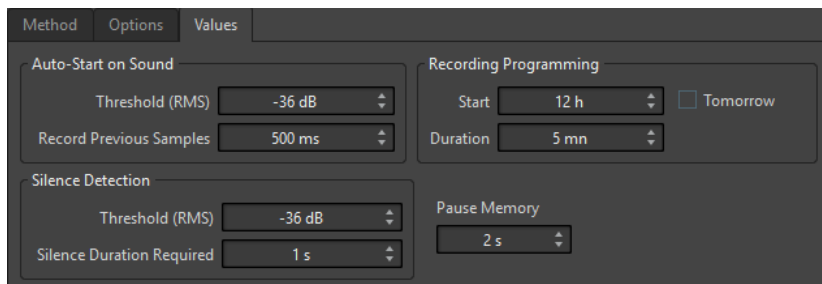 Method Options Values
Auto-Start on Sound
Threshold (RMS) -36 dB
Record Previous Samples 500 ms
Recording Programming
Start 12 h Tomorrow
Duration 5 mn
Silence Detection
Threshold (RMS) -36 dB
Silence Duration Required 1 s
Pause Memory
2 s